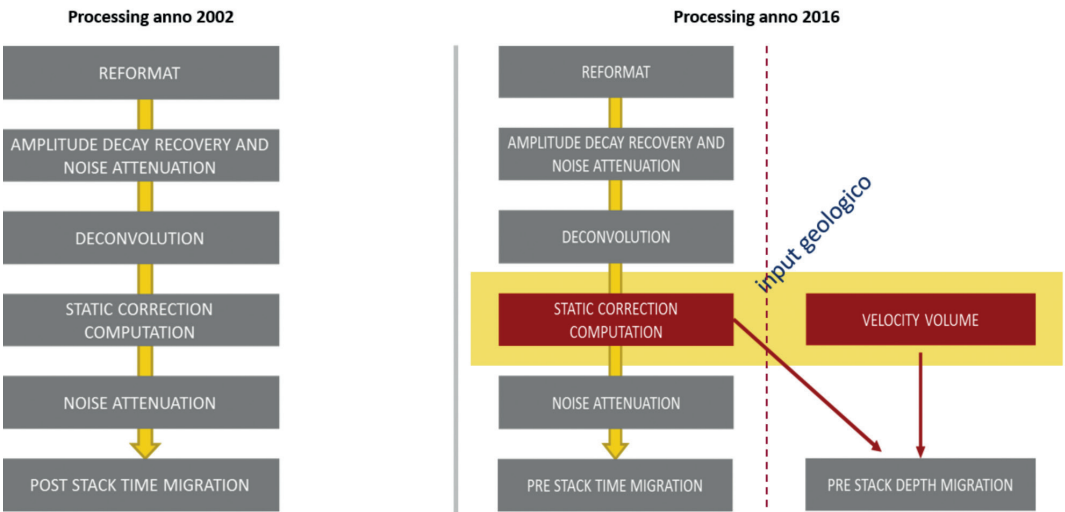 Processing anno 2002
REFORMAT
AMPLITUDE DECAY RECOVERY AND
NOISE ATTENUATION
DECONVOLUTION
STATIC CORRECTION
COMPUTATION
NOISE ATTENUATION
POST STACK TIME MIGRATION
Processing anno 2016
REFORMAT
AMPLITUDE DECAY RECOVERY AND
NOISE ATTENUATION
DECONVOLUTION
input geologico
STATIC CORRECTION
COMPUTATION
VELOCITY VOLUME
NOISE ATTENUATION
PRE STACK TIME MIGRATION
PRE STACK DEPTH MIGRATION